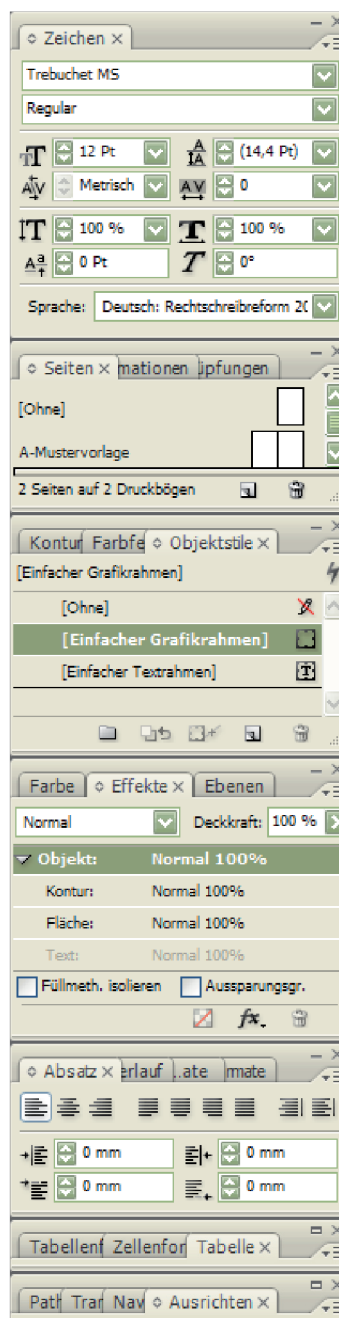 Zeichen
Trebuchet MS
Regular
12 Pt (14,4 Pt)
Metrisch 0
100 % 100 %
0 Pt 0°
Sprache: Deutsch: Rechtschreibreform 20
Seiten mationen üpfungen
[Ohne]
A-Mustervorlage
2 Seiten auf 2 Druckbögen
Kontur Farbfe Objektstile
[Einfacher Grafikrahmen]
[Ohne]
[Einfacher Grafikrahmen]
[Einfacher Textrahmen]
Farbe Effekte Ebenen
Normal Deckkraft: 100 %
Objekt: Normal 100%
Kontur: Normal 100%
Fläche: Normal 100%
Text: Normal 100%
Füllmeth. isolieren Aussparungsgr.
fx.
Absatz erlauf ..ate mate
0 mm 0 mm
0 mm 0 mm
Tabellenf Zellenfor Tabelle
Path Tran Nav Ausrichten